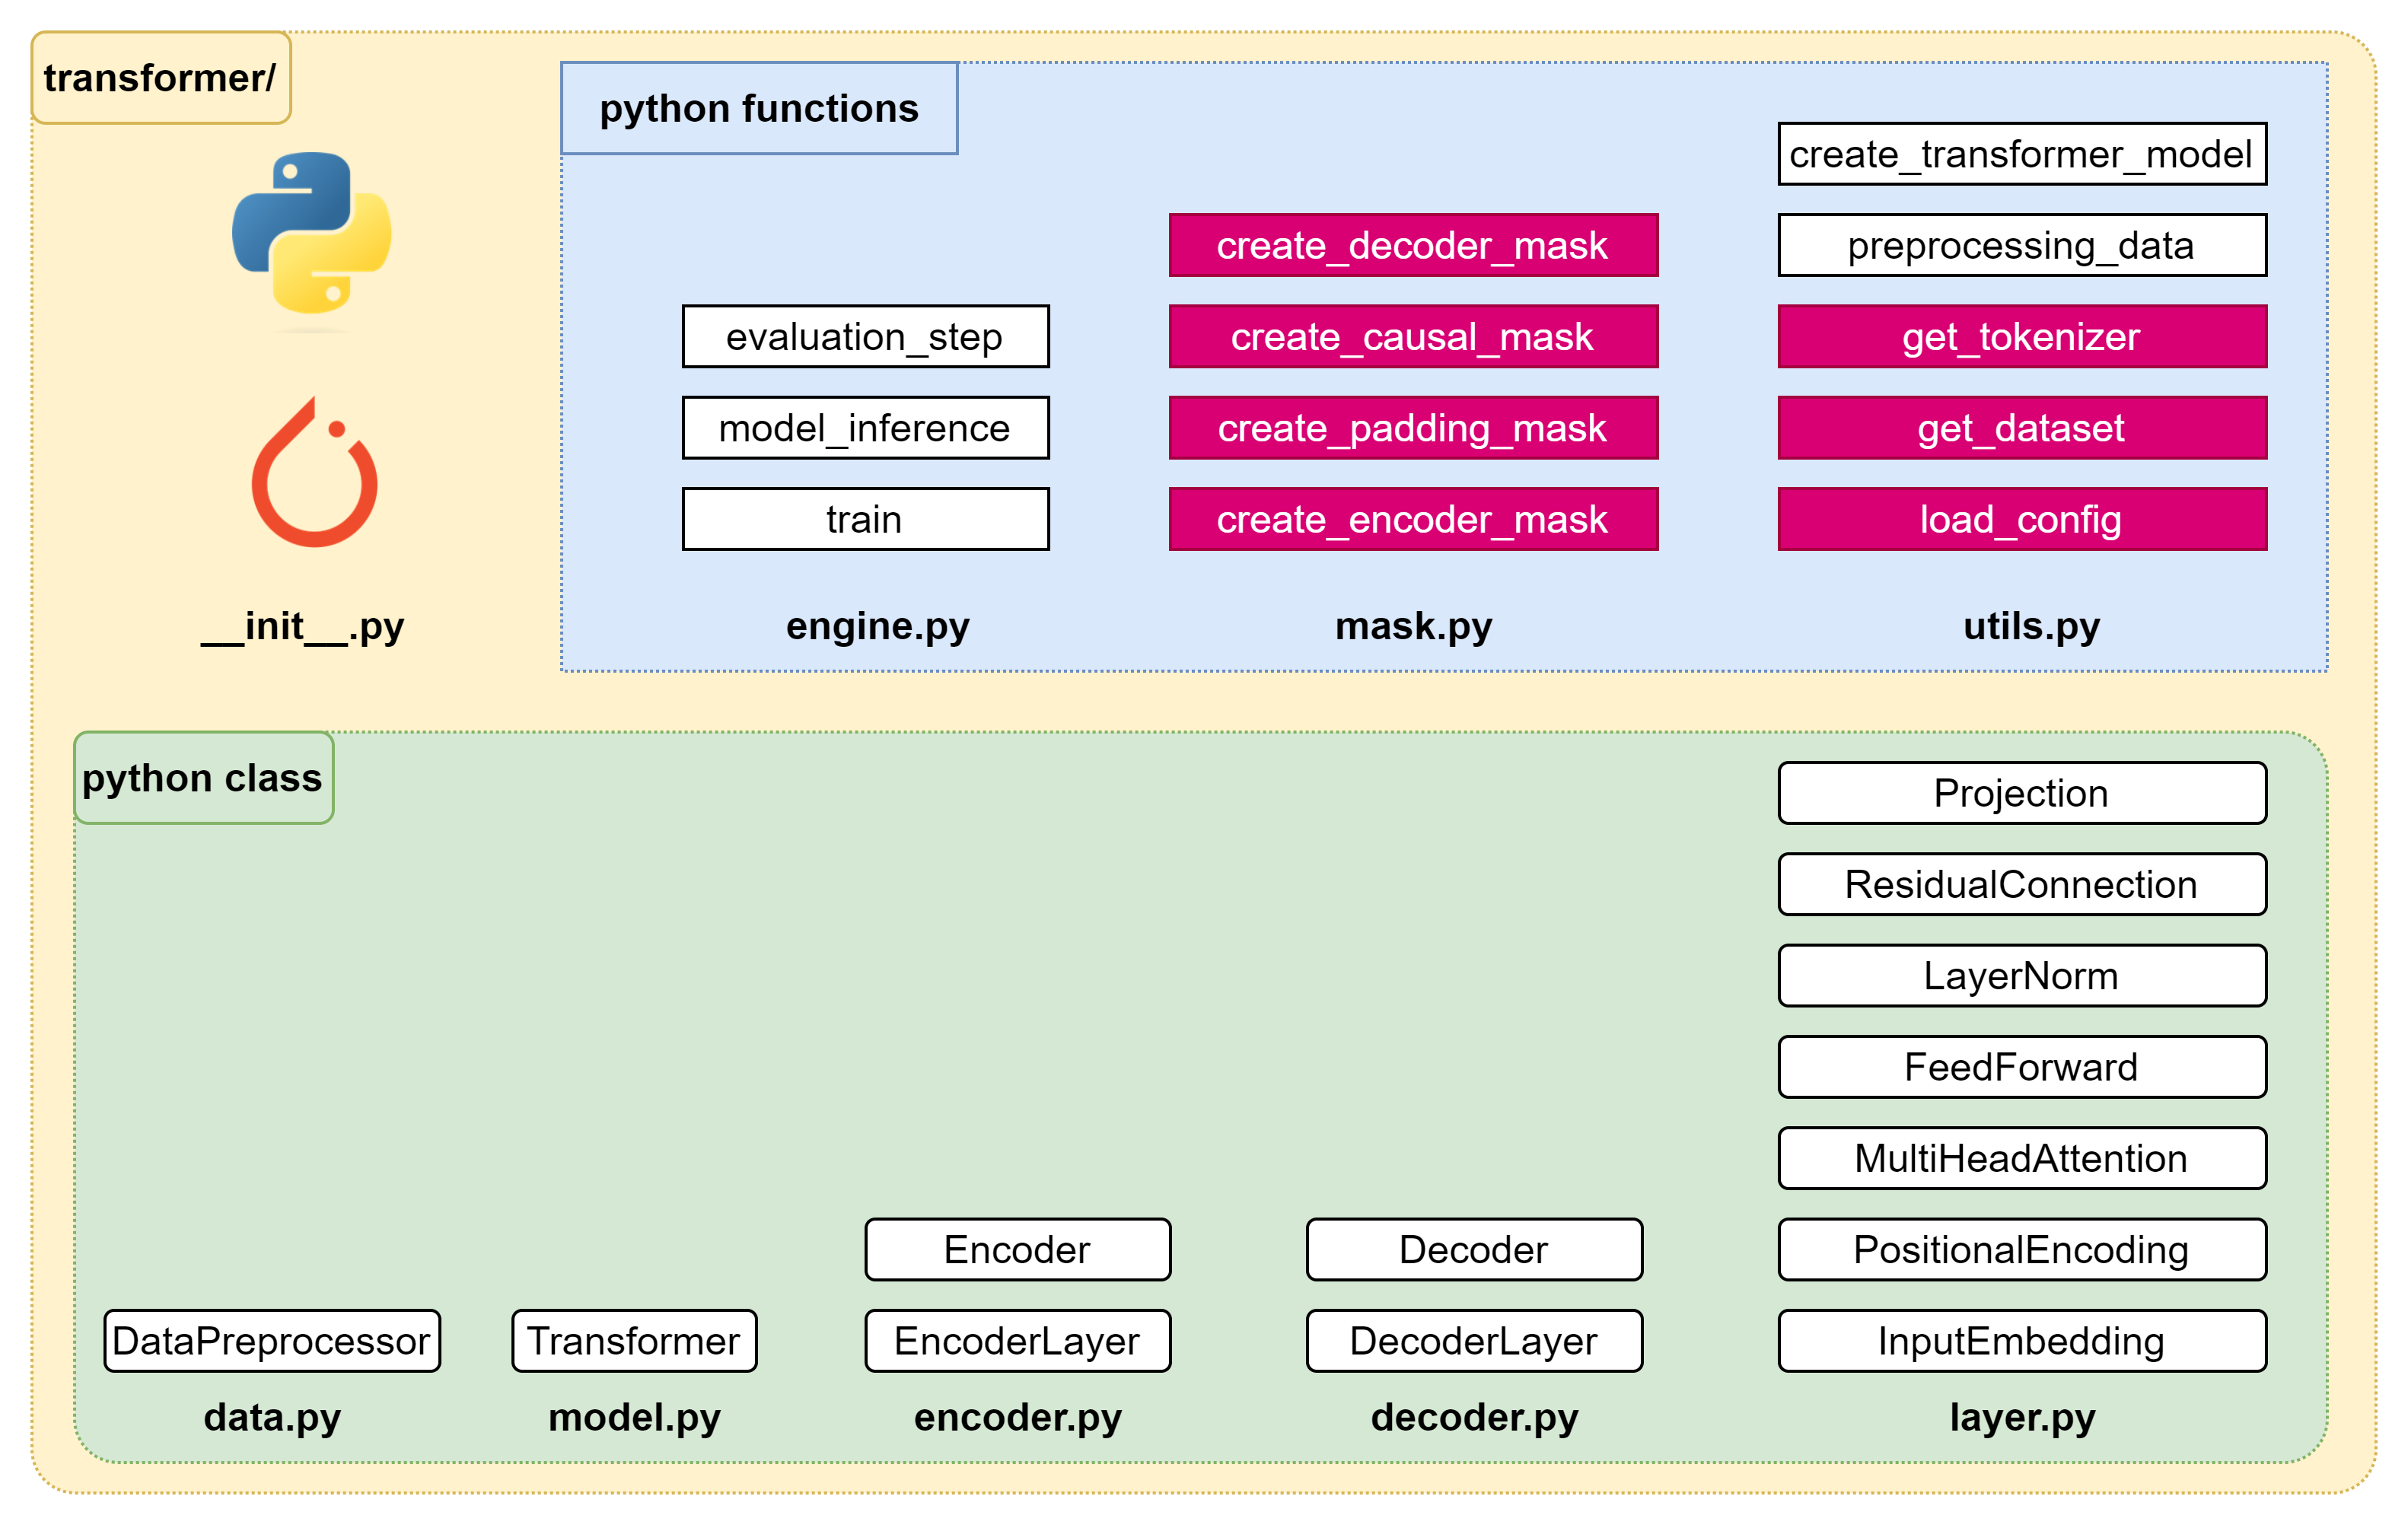 transformer/
python functions
create_transformer_model
create_decoder_mask
preprocessing_data
evaluation_step
create_causal_mask
get_tokenizer
model_inference
create_padding_mask
get_dataset
train
create_encoder_mask
load_config
__init__.py
engine.py
mask.py
utils.py
python class
Projection
ResidualConnection
LayerNorm
FeedForward
MultiHeadAttention
Encoder
Decoder
PositionalEncoding
DataPreprocessor
Transformer
EncoderLayer
DecoderLayer
InputEmbedding
data.py
model.py
encoder.py
decoder.py
layer.py